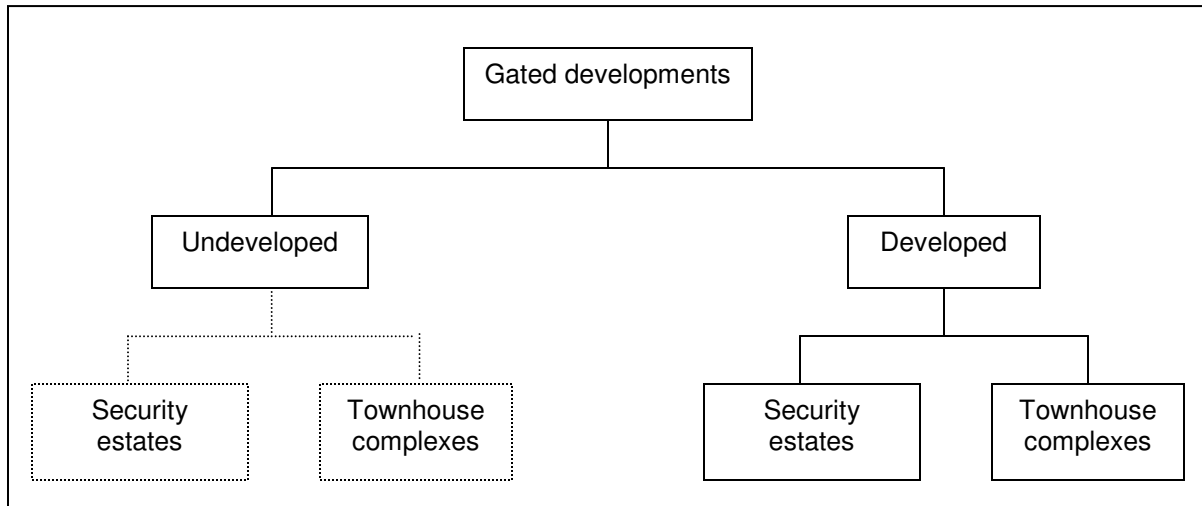 Gated developments
Undeveloped
Developed
Security
estates
Townhouse
complexes
Security
estates
Townhouse
complexes